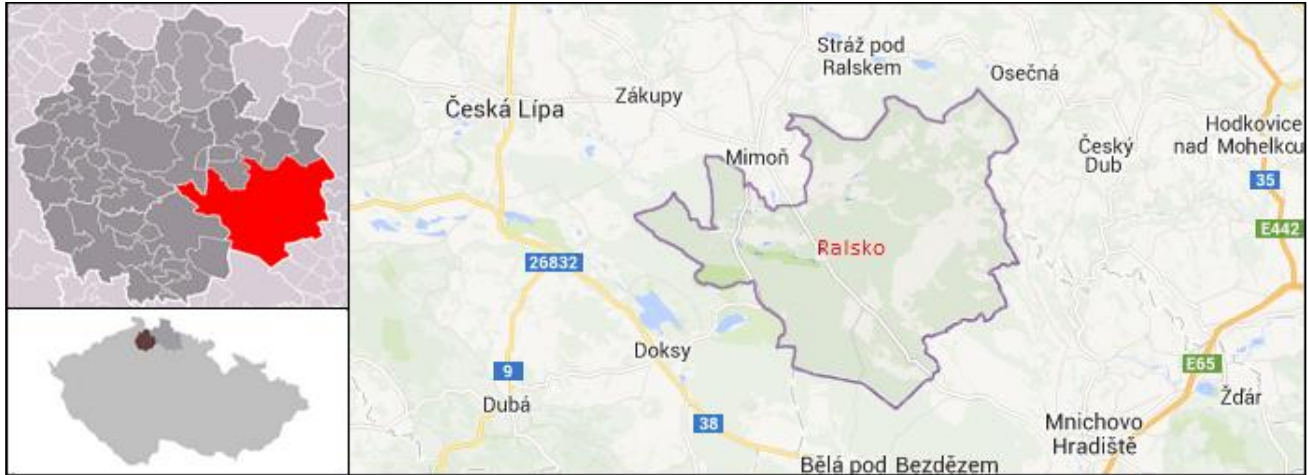 Stráž pod
Ralskem
Osečná
Zákupy
Česká Lípa
Hodkovice
nad Mohelkou
Český
Dub
Mimoň
35
E442
Ralsko
26832
Doksy
E65
9
Žďár
Dubá
38
Mnichovo
Hradiště
Bělá pod Bezdězem